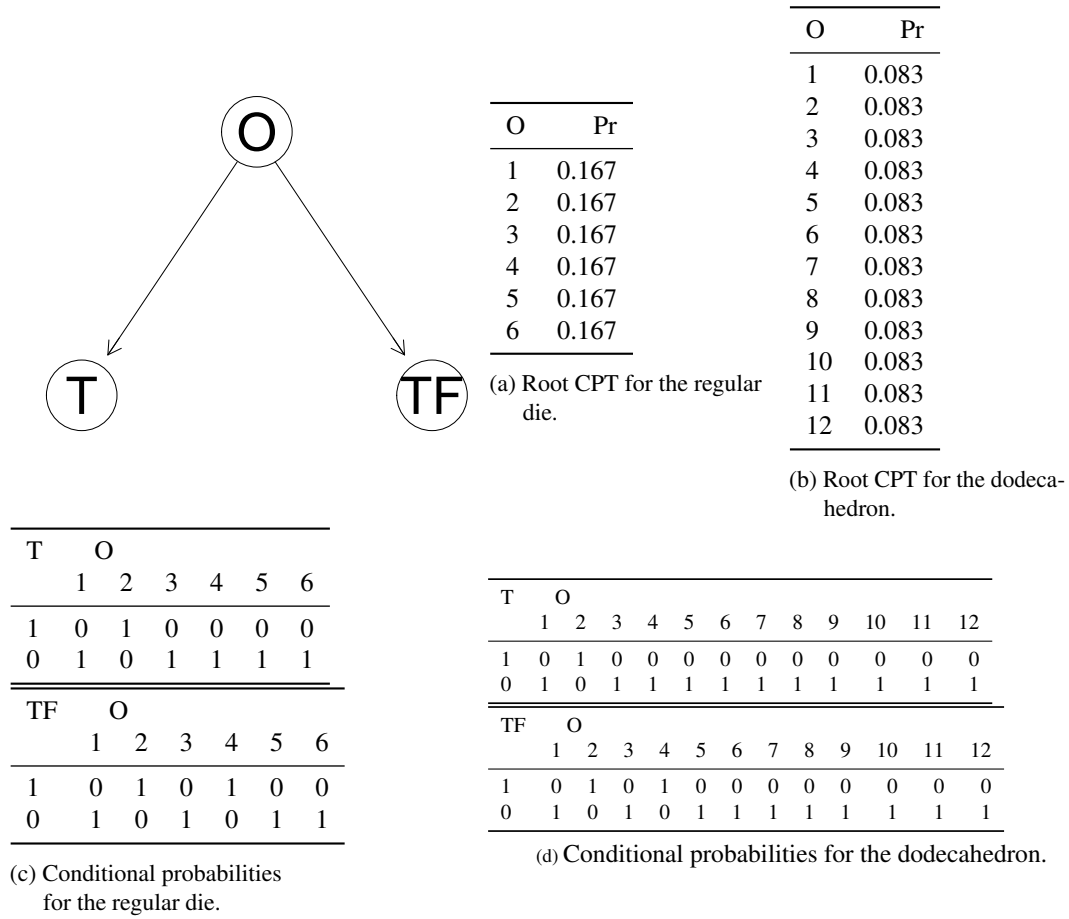 O
T
TF
O Pr
1 0.167
2 0.167
3 0.167
4 0.167
5 0.167
6 0.167
(a) Root CPT for the regular
die.
O Pr
1 0.083
2 0.083
3 0.083
4 0.083
5 0.083
6 0.083
7 0.083
8 0.083
9 0.083
10 0.083
11 0.083
12 0.083
(b) Root CPT for the dodeca-
hedron.
T O
1 2 3 4 5 6
1 0 1 0 0 0 0
0 1 0 1 1 1 1
TF O
1 2 3 4 5 6
1 0 1 0 1 0 0
0 1 0 1 0 1 1
(c) Conditional probabilities
for the regular die.
T O
1 2 3 4 5 6 7 8 9 10 11 12
1 0 1 0 0 0 0 0 0 0 0 0 0
0 1 0 1 1 1 1 1 1 1 1 1 1
TF O
1 2 3 4 5 6 7 8 9 10 11 12
1 0 1 0 1 0 0 0 0 0 0 0 0
0 1 0 1 0 1 1 1 1 1 1 1 1
(d) Conditional probabilities for the dodecahedron.